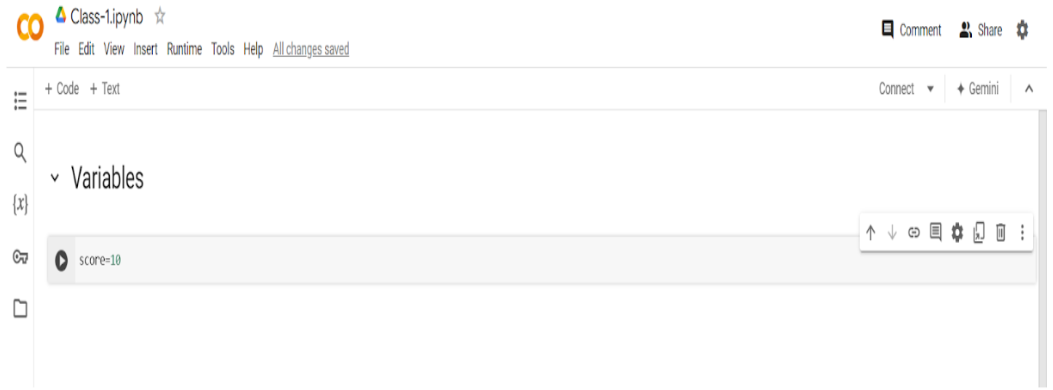 Class-1.ipynb
Comment
Share
File Edit View Insert Runtime Tools Help All changes saved
+ Code + Text
Connect
Gemini
Variables
{x}
score=10